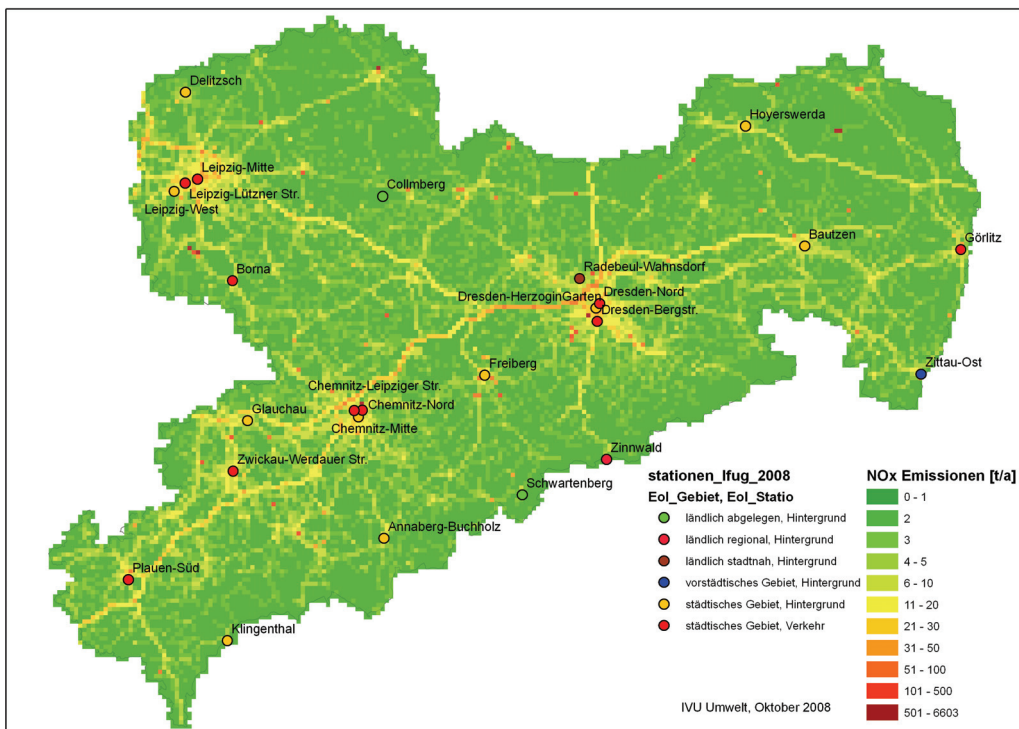 Delitzsch
Hoyerswerda
Leipzig-Mitte
Leipzig-Lützner Str.
Leipzig-West
Collmberg
Bautzen
Görlitz
Borna
Radebeul-Wahnsdorf
Dresden-HerzoginGarten
Dresden-Nord
Dresden-Bergstr.
Freiberg
Zittau-Ost
Chemnitz-Leipziger Str.
Chemnitz-Nord
Glauchau
Chemnitz-Mitte
Zwickau-Werdauer Str.
Zinnwald
Schwartenberg
Annaberg-Buchholz
Plauen-Süd
Klingenthal
stationen_lfug_2008
EoI_Gebiet, EoI_Statio
ländlich abgelegen, Hintergrund
ländlich regional, Hintergrund
ländlich stadtnah, Hintergrund
vorstädtisches Gebiet, Hintergrund
städtisches Gebiet, Hintergrund
städtisches Gebiet, Verkehr
NOx Emissionen [t/a]
0 - 1
2
3
4 - 5
6 - 10
11 - 20
21 - 30
31 - 50
51 - 100
101 - 500
501 - 6603
IVU Umwelt, Oktober 2008